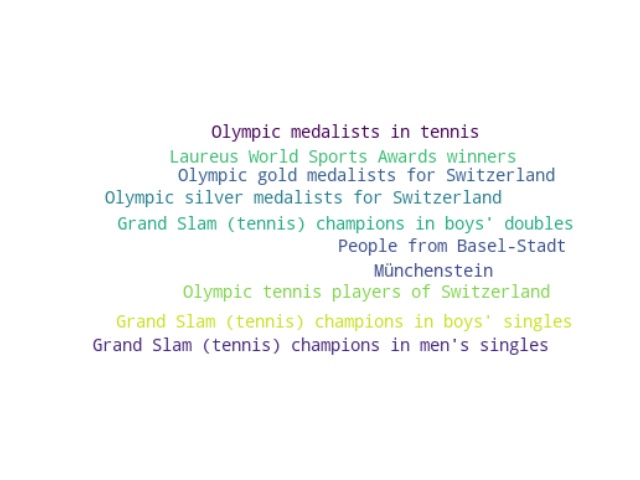 Olympic medalists in tennis
Laureus World Sports Awards winners
Olympic gold medalists for Switzerland
Olympic silver medalists for Switzerland
Grand Slam (tennis) champions in boys' doubles
People from Basel-Stadt
Münchenstein
Olympic tennis players of Switzerland
Grand Slam (tennis) champions in boys' singles
Grand Slam (tennis) champions in men's singles